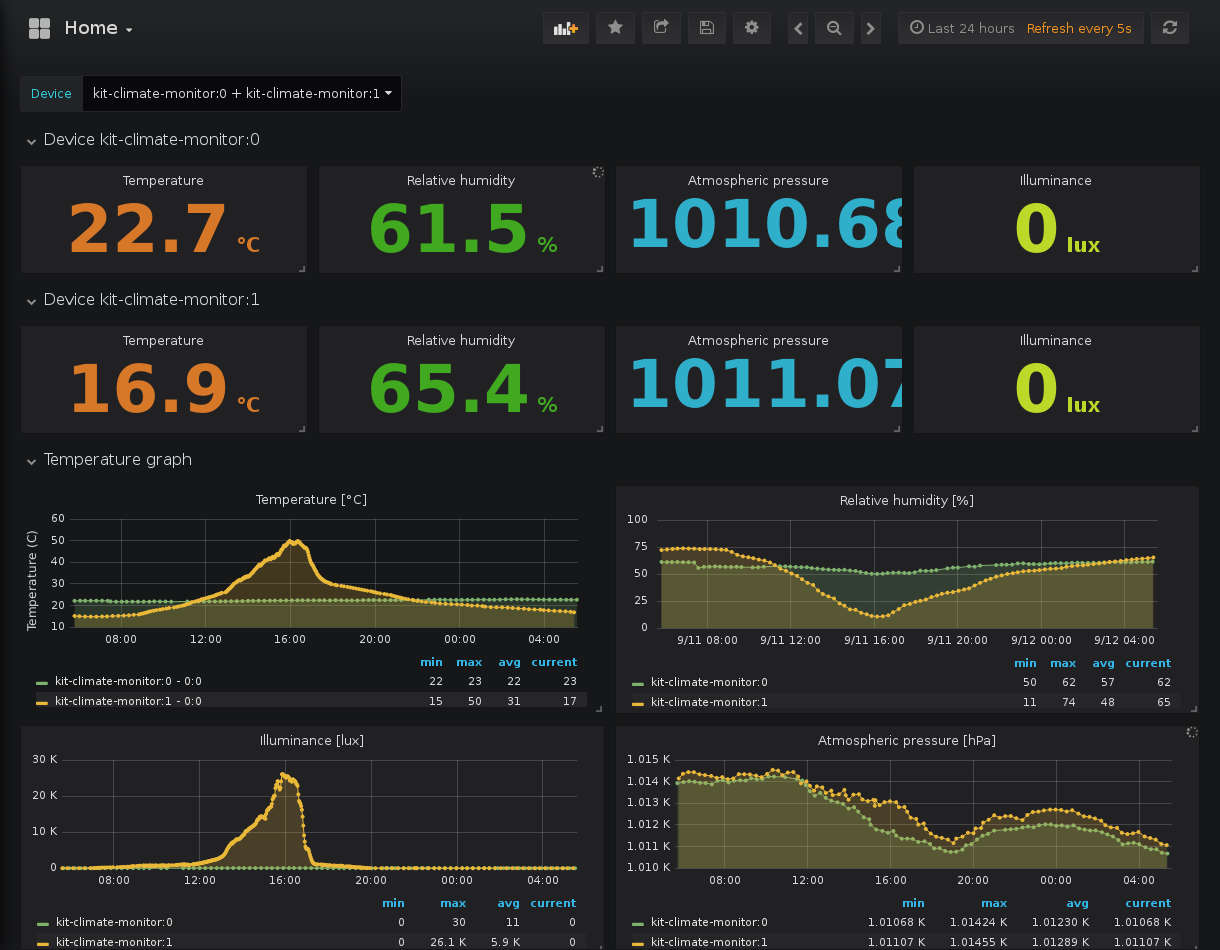 Home
Last 24 hours Refresh every 5s
Device kit-climate-monitor:0 + kit-climate-monitor:1
Device kit-climate-monitor:0
Temperature Relative humidity Atmospheric pressure Illuminance
22.7 °C 61.5 % 1010.68 0 lux
Device kit-climate-monitor:1
Temperature Relative humidity Atmospheric pressure Illuminance
16.9 °C 65.4 % 1011.07 0 lux
Temperature graph
Temperature [°C]
Temperature (C)
60
50
40
30
20
10
08:00 12:00 16:00 20:00 00:00 04:00
min max avg current
kit-climate-monitor:0 - 0:0 22 23 22 23
kit-climate-monitor:1 - 0:0 15 50 31 17
Relative humidity [%]
100
75
50
25
0
9/11 08:00 9/11 12:00 9/11 16:00 9/11 20:00 9/12 00:00 9/12 04:00
min max avg current
kit-climate-monitor:0 50 62 57 62
kit-climate-monitor:1 11 74 48 65
Illuminance [lux]
30 K
20 K
10 K
0
08:00 12:00 16:00 20:00 00:00 04:00
min max avg current
kit-climate-monitor:0 0 30 11 0
kit-climate-monitor:1 0 26.1 K 5.9 K 0
Atmospheric pressure [hPa]
1.015 K
1.014 K
1.013 K
1.012 K
1.011 K
1.010 K
08:00 12:00 16:00 20:00 00:00 04:00
min max avg current
kit-climate-monitor:0 1.01068 K 1.01424 K 1.01230 K 1.01068 K
kit-climate-monitor:1 1.01107 K 1.01455 K 1.01289 K 1.01107 K